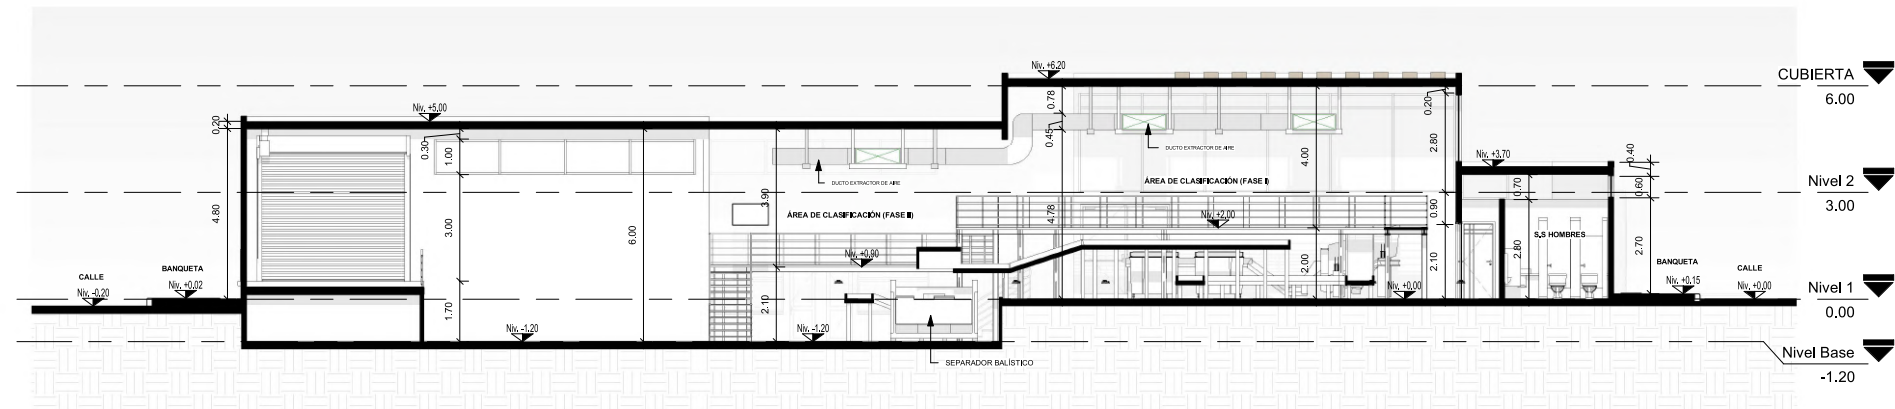 Niv. +6.20
CUBIERTA
6.00
Niv. +5.00
0.20
0.30
1.00
0.78
0.45
0.20
2.80
DUCTO EXTRACTOR DE AIRE
DUCTO EXTRACTOR DE AIRE
4.00
Niv. +3.70
0.40
0.70
0.60
ÁREA DE CLASIFICACIÓN (FASE I)
Nivel 2
3.00
4.80
3.00
6.00
3.90
ÁREA DE CLASIFICACIÓN (FASE II)
4.78
Niv. +2.00
0.90
S.S HOMBRES
2.80
2.70
CALLE
Niv. -0.20
BANQUETA
Niv. +0.02
Niv. +0.90
2.00
2.10
BANQUETA
Niv. +0.15
CALLE
Niv. +0.00
Niv. +0.00
Nivel 1
0.00
1.70
2.10
Niv. -1.20
Niv. -1.20
SEPARADOR BALÍSTICO
Nivel Base
-1.20